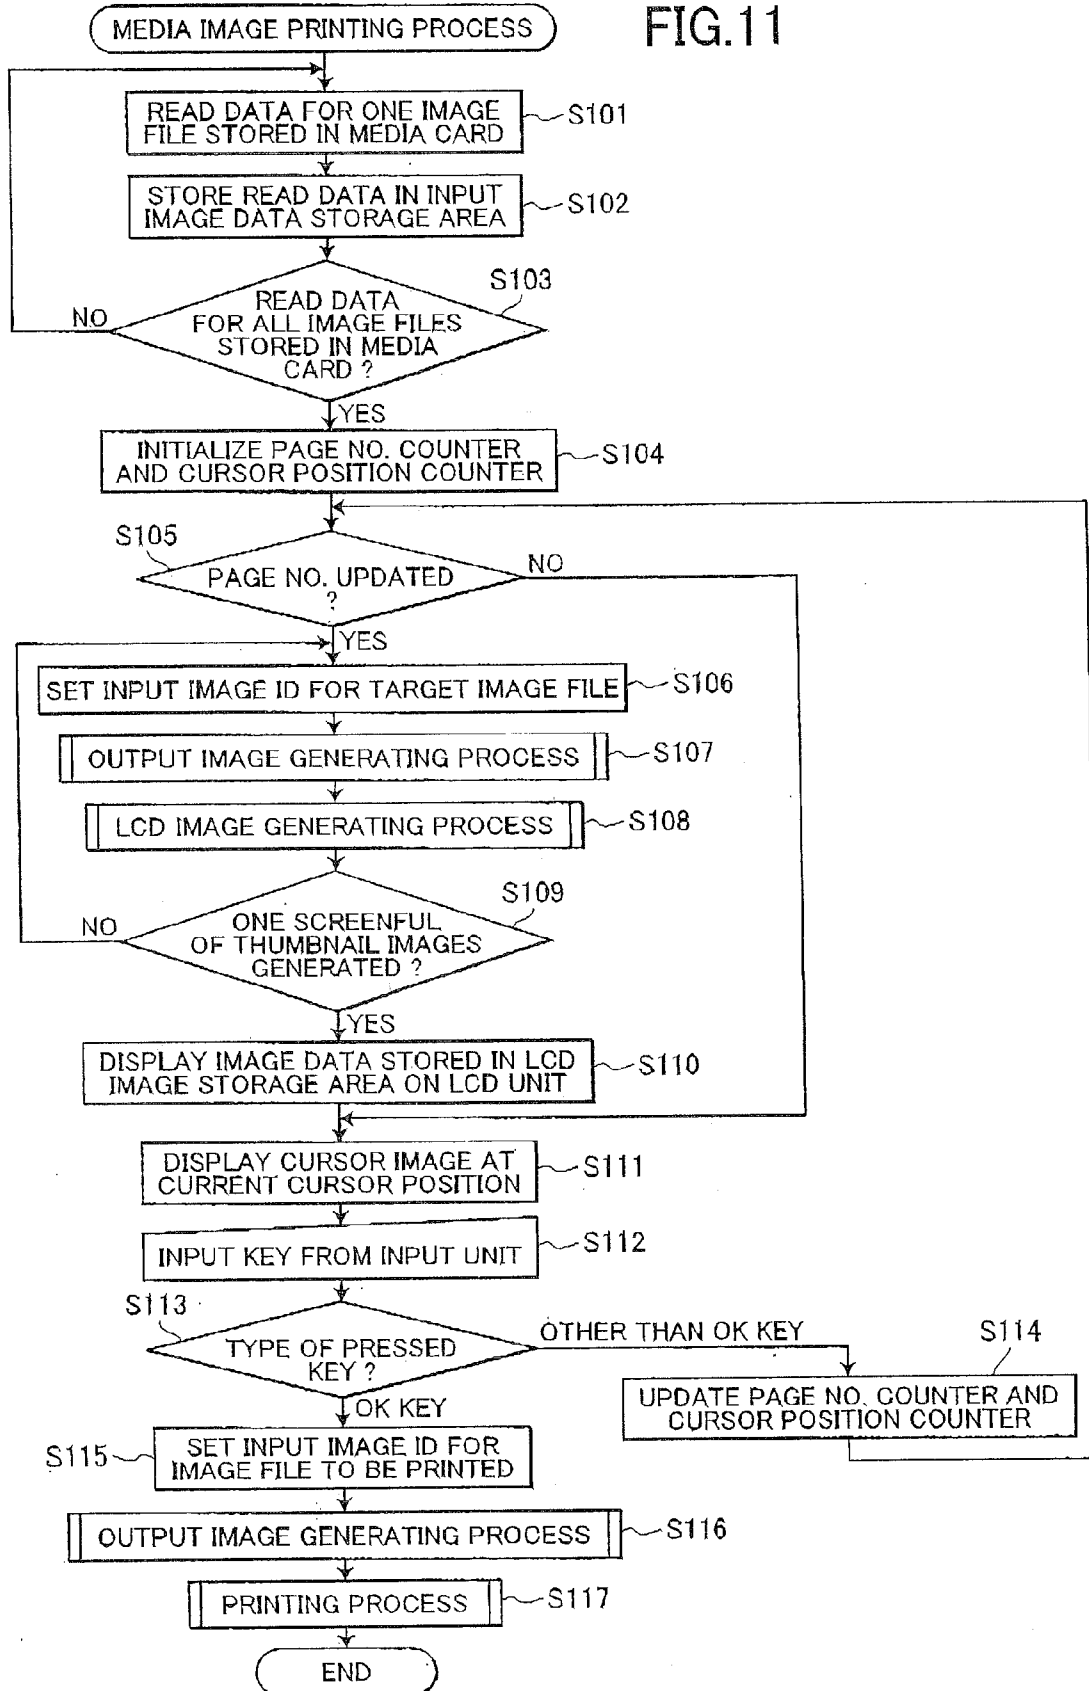 FIG.11
MEDIA IMAGE PRINTING PROCESS
READ DATA FOR ONE IMAGE
FILE STORED IN MEDIA CARD
S101
STORE READ DATA IN INPUT
IMAGE DATA STORAGE AREA
S102
S103
READ DATA
FOR ALL IMAGE FILES
STORED IN MEDIA
CARD ?
NO
YES
INITIALIZE PAGE NO. COUNTER
AND CURSOR POSITION COUNTER
S104
S105
PAGE NO. UPDATED
?
NO
YES
SET INPUT IMAGE ID FOR TARGET IMAGE FILE
S106
OUTPUT IMAGE GENERATING PROCESS
S107
LCD IMAGE GENERATING PROCESS
S108
S109
ONE SCREENFUL
OF THUMBNAIL IMAGES
GENERATED ?
NO
YES
DISPLAY IMAGE DATA STORED IN LCD
IMAGE STORAGE AREA ON LCD UNIT
S110
DISPLAY CURSOR IMAGE AT
CURRENT CURSOR POSITION
S111
INPUT KEY FROM INPUT UNIT
S112
S113
TYPE OF PRESSED
KEY ?
OTHER THAN OK KEY
S114
UPDATE PAGE NO. COUNTER AND
CURSOR POSITION COUNTER
OK KEY
S115
SET INPUT IMAGE ID FOR
IMAGE FILE TO BE PRINTED
OUTPUT IMAGE GENERATING PROCESS
S116
PRINTING PROCESS
S117
END